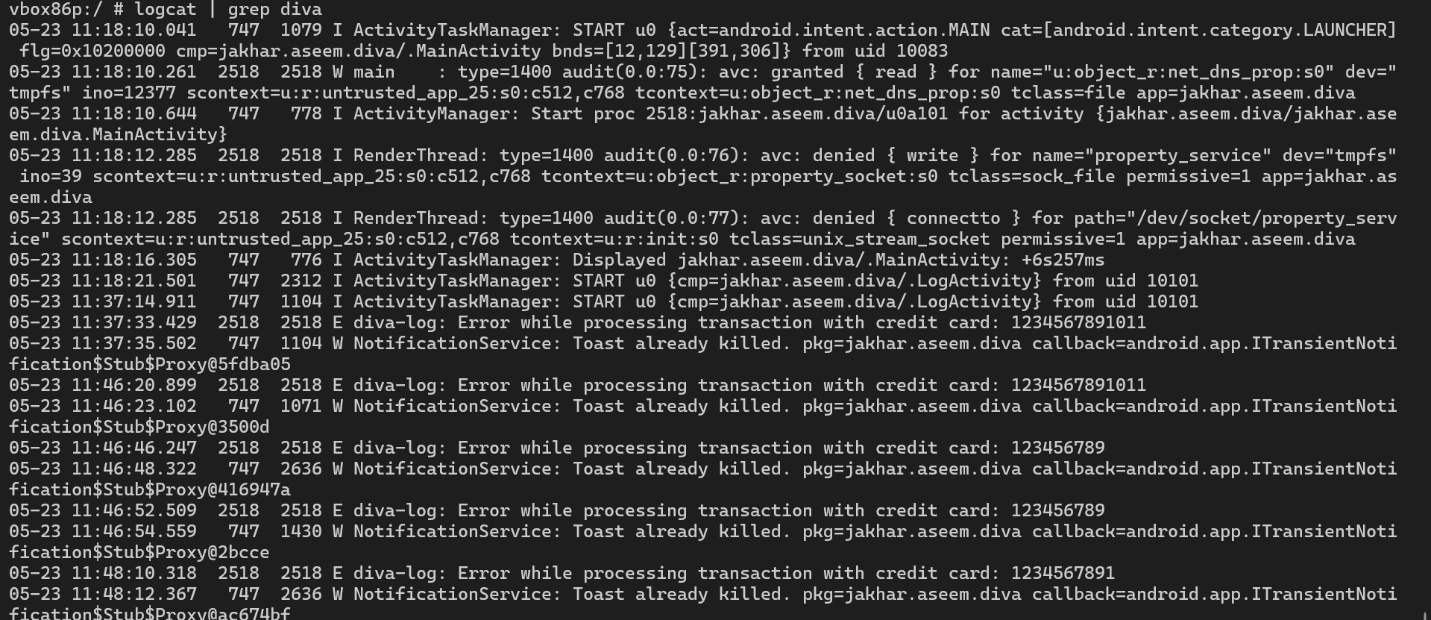 vbox86p:/ # logcat | grep diva
05-23 11:18:10.041   747  1079 I ActivityTaskManager: START u0 {act=android.intent.action.MAIN cat=[android.intent.category.LAUNCHER]
 flg=0x10200000 cmp=jakhar.aseem.diva/.MainActivity bnds=[12,129][391,306]} from uid 10083
05-23 11:18:10.261  2518  2518 W main    : type=1400 audit(0.0:75): avc: granted { read } for name="u:object_r:net_dns_prop:s0" dev="
tmpfs" ino=12377 scontext=u:r:untrusted_app_25:s0:c512,c768 tcontext=u:object_r:net_dns_prop:s0 tclass=file app=jakhar.aseem.diva
05-23 11:18:10.644   747   778 I ActivityManager: Start proc 2518:jakhar.aseem.diva/u0a101 for activity {jakhar.aseem.diva/jakhar.ase
em.diva.MainActivity}
05-23 11:18:12.285  2518  2518 I RenderThread: type=1400 audit(0.0:76): avc: denied { write } for name="property_service" dev="tmpfs"
 ino=39 scontext=u:r:untrusted_app_25:s0:c512,c768 tcontext=u:object_r:property_socket:s0 tclass=sock_file permissive=1 app=jakhar.as
eem.diva
05-23 11:18:12.285  2518  2518 I RenderThread: type=1400 audit(0.0:77): avc: denied { connectto } for path="/dev/socket/property_serv
ice" scontext=u:r:untrusted_app_25:s0:c512,c768 tcontext=u:r:init:s0 tclass=unix_stream_socket permissive=1 app=jakhar.aseem.diva
05-23 11:18:16.305   747   776 I ActivityTaskManager: Displayed jakhar.aseem.diva/.MainActivity: +6s257ms
05-23 11:18:21.501   747  2312 I ActivityTaskManager: START u0 {cmp=jakhar.aseem.diva/.LogActivity} from uid 10101
05-23 11:37:14.911   747  1104 I ActivityTaskManager: START u0 {cmp=jakhar.aseem.diva/.LogActivity} from uid 10101
05-23 11:37:33.429  2518  2518 E diva-log: Error while processing transaction with credit card: 1234567891011
05-23 11:37:35.502   747  1104 W NotificationService: Toast already killed. pkg=jakhar.aseem.diva callback=android.app.ITransientNoti
fication$Stub$Proxy@5fdba05
05-23 11:46:20.899  2518  2518 E diva-log: Error while processing transaction with credit card: 1234567891011
05-23 11:46:23.102   747  1071 W NotificationService: Toast already killed. pkg=jakhar.aseem.diva callback=android.app.ITransientNoti
fication$Stub$Proxy@3500d
05-23 11:46:46.247  2518  2518 E diva-log: Error while processing transaction with credit card: 123456789
05-23 11:46:48.322   747  2636 W NotificationService: Toast already killed. pkg=jakhar.aseem.diva callback=android.app.ITransientNoti
fication$Stub$Proxy@416947a
05-23 11:46:52.509  2518  2518 E diva-log: Error while processing transaction with credit card: 123456789
05-23 11:46:54.559   747  1430 W NotificationService: Toast already killed. pkg=jakhar.aseem.diva callback=android.app.ITransientNoti
fication$Stub$Proxy@2bcce
05-23 11:48:10.318  2518  2518 E diva-log: Error while processing transaction with credit card: 1234567891
05-23 11:48:12.367   747  2636 W NotificationService: Toast already killed. pkg=jakhar.aseem.diva callback=android.app.ITransientNoti
fication$Stub$Proxy@ac674bf